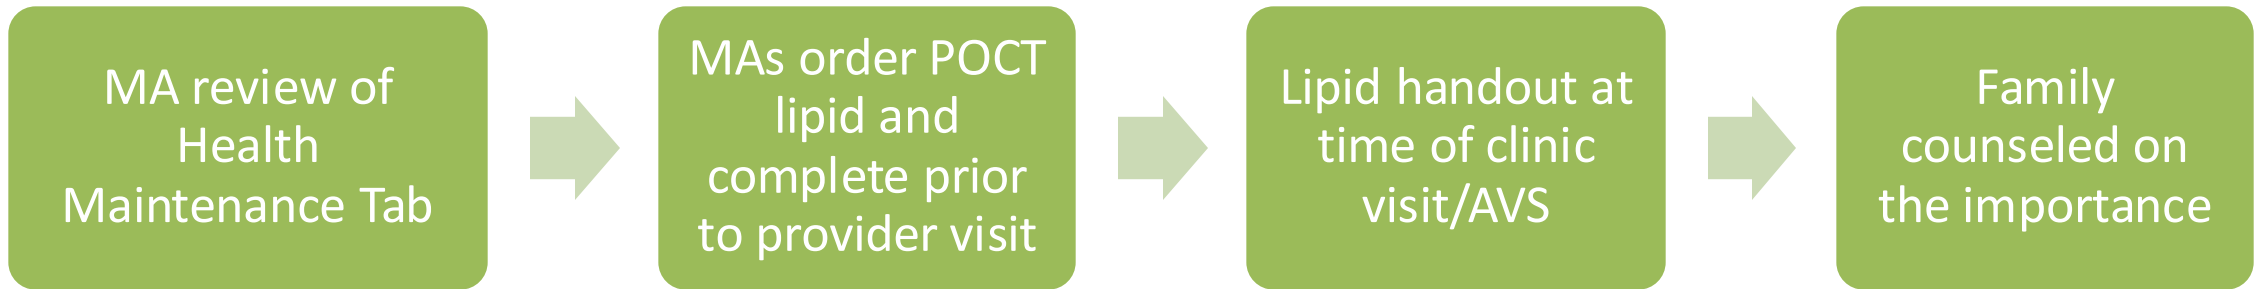 MA review of
Health
Maintenance Tab
MAs order POCT
lipid and
complete prior
to provider visit
Lipid handout at
time of clinic
visit/AVS
Family
counseled on
the importance